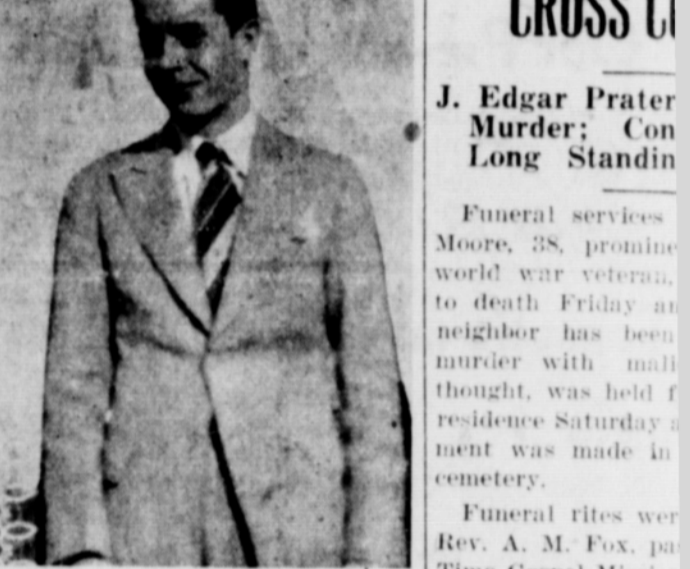 CROSS C
J. Edgar Prater
Murder; Con
Long Standin
Funeral services
Moore, 38, promine
world war veteran,
to death Friday an
neighbor has been
murder with mali
thought, was held f
residence Saturday a
ment was made in
cemetery.
Funeral rites wer
Rev. A. M. Fox, pa